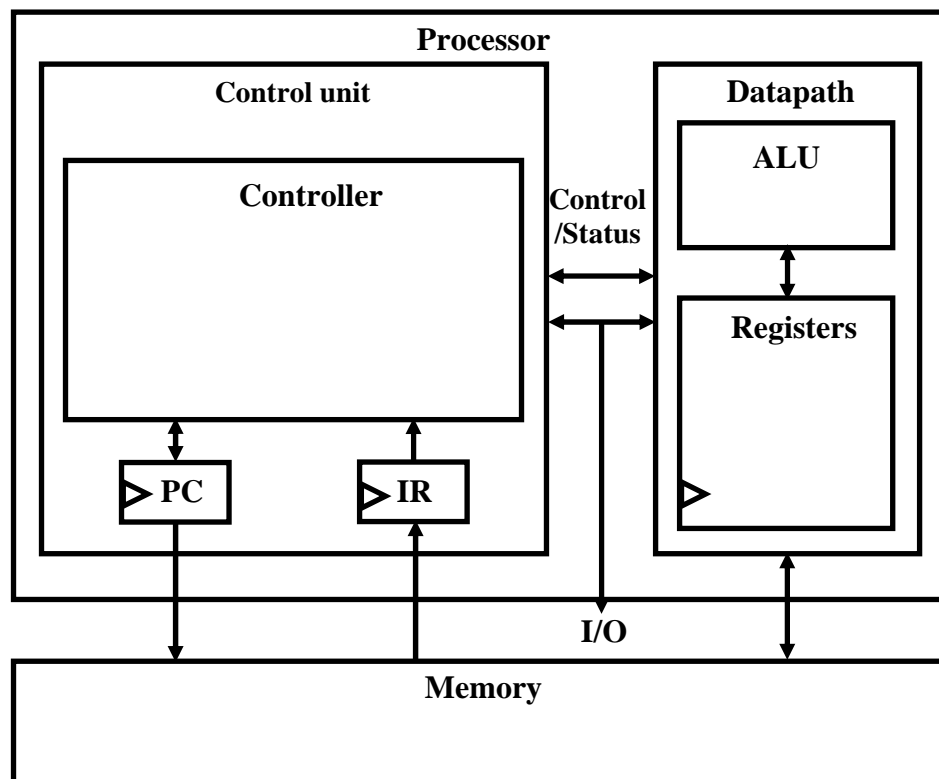 Processor
Control unit
Datapath
ALU
Controller
Control
/Status
Registers
PC
IR
I/O
Memory